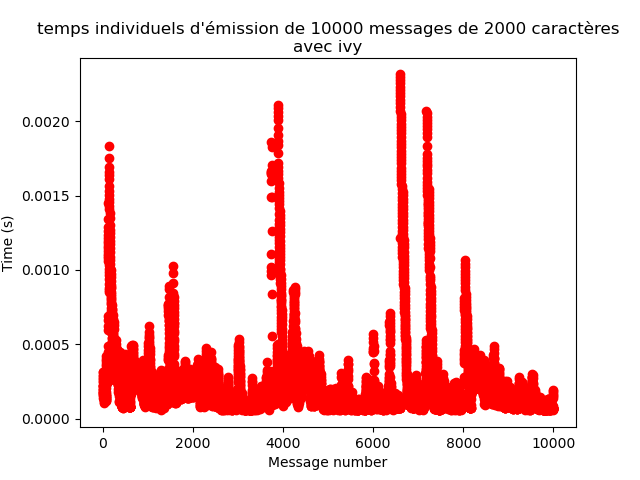 temps individuels d'émission de 10000 messages de 2000 caractères
avec ivy
0.0020
0.0015
0.0010
0.0005
0.0000
Time (s)
0 2000 4000 6000 8000 10000
Message number